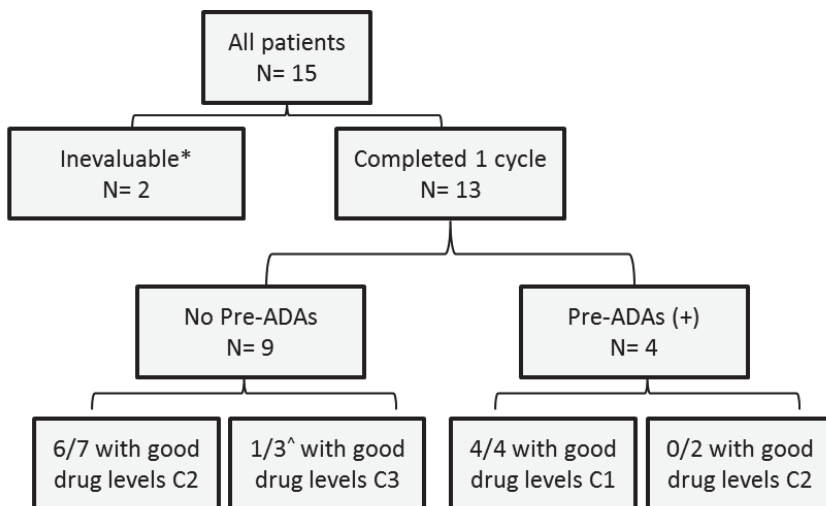 All patients
N= 15
Inevaluable*
N= 2
Completed 1 cycle
N= 13
No Pre-ADAs
N= 9
Pre-ADAs (+)
N= 4
6/7 with good
drug levels C2
1/3^ with good
drug levels C3
4/4 with good
drug levels C1
0/2 with good
drug levels C2